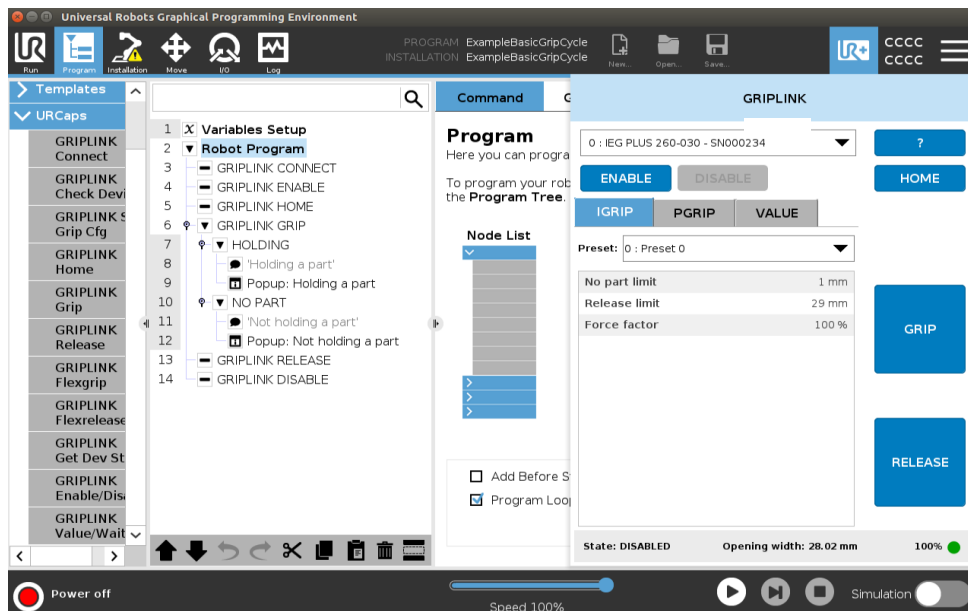 Universal Robots Graphical Programming Environment
UR
Run
Program
Installation
Move
I/O
Log
PROGRAM ExampleBasicGripCycle
INSTALLATION ExampleBasicGripCycle
New...
Open...
Save...
UR+
CCCC
CCCC
Templates
URCaps
GRIPLINK
Connect
GRIPLINK
Check Devi
GRIPLINK S
Grip Cfg
GRIPLINK
Home
GRIPLINK
Grip
GRIPLINK
Release
GRIPLINK
Flexgrip
GRIPLINK
Flexrelease
GRIPLINK
Get Dev St
GRIPLINK
Enable/Disa
GRIPLINK
Value/Wait
1 X Variables Setup
2 Robot Program
3 GRIPLINK CONNECT
4 GRIPLINK ENABLE
5 GRIPLINK HOME
6 GRIPLINK GRIP
7 HOLDING
8 'Holding a part'
9 Popup: Holding a part
10 NO PART
11 'Not holding a part'
12 Popup: Not holding a part
13 GRIPLINK RELEASE
14 GRIPLINK DISABLE
Command G
Program
Here you can progra
To program your rob
the Program Tree.
Node List
Add Before S
Program Loop
GRIPLINK
0 : IEG PLUS 260-030 - SN000234
?
ENABLE
DISABLE
HOME
IGRIP
PGRIP
VALUE
Preset: 0 : Preset 0
No part limit 1 mm
Release limit 29 mm
Force factor 100 %
GRIP
RELEASE
State: DISABLED
Opening width: 28.02 mm
100%
Power off
Speed 100%
Simulation